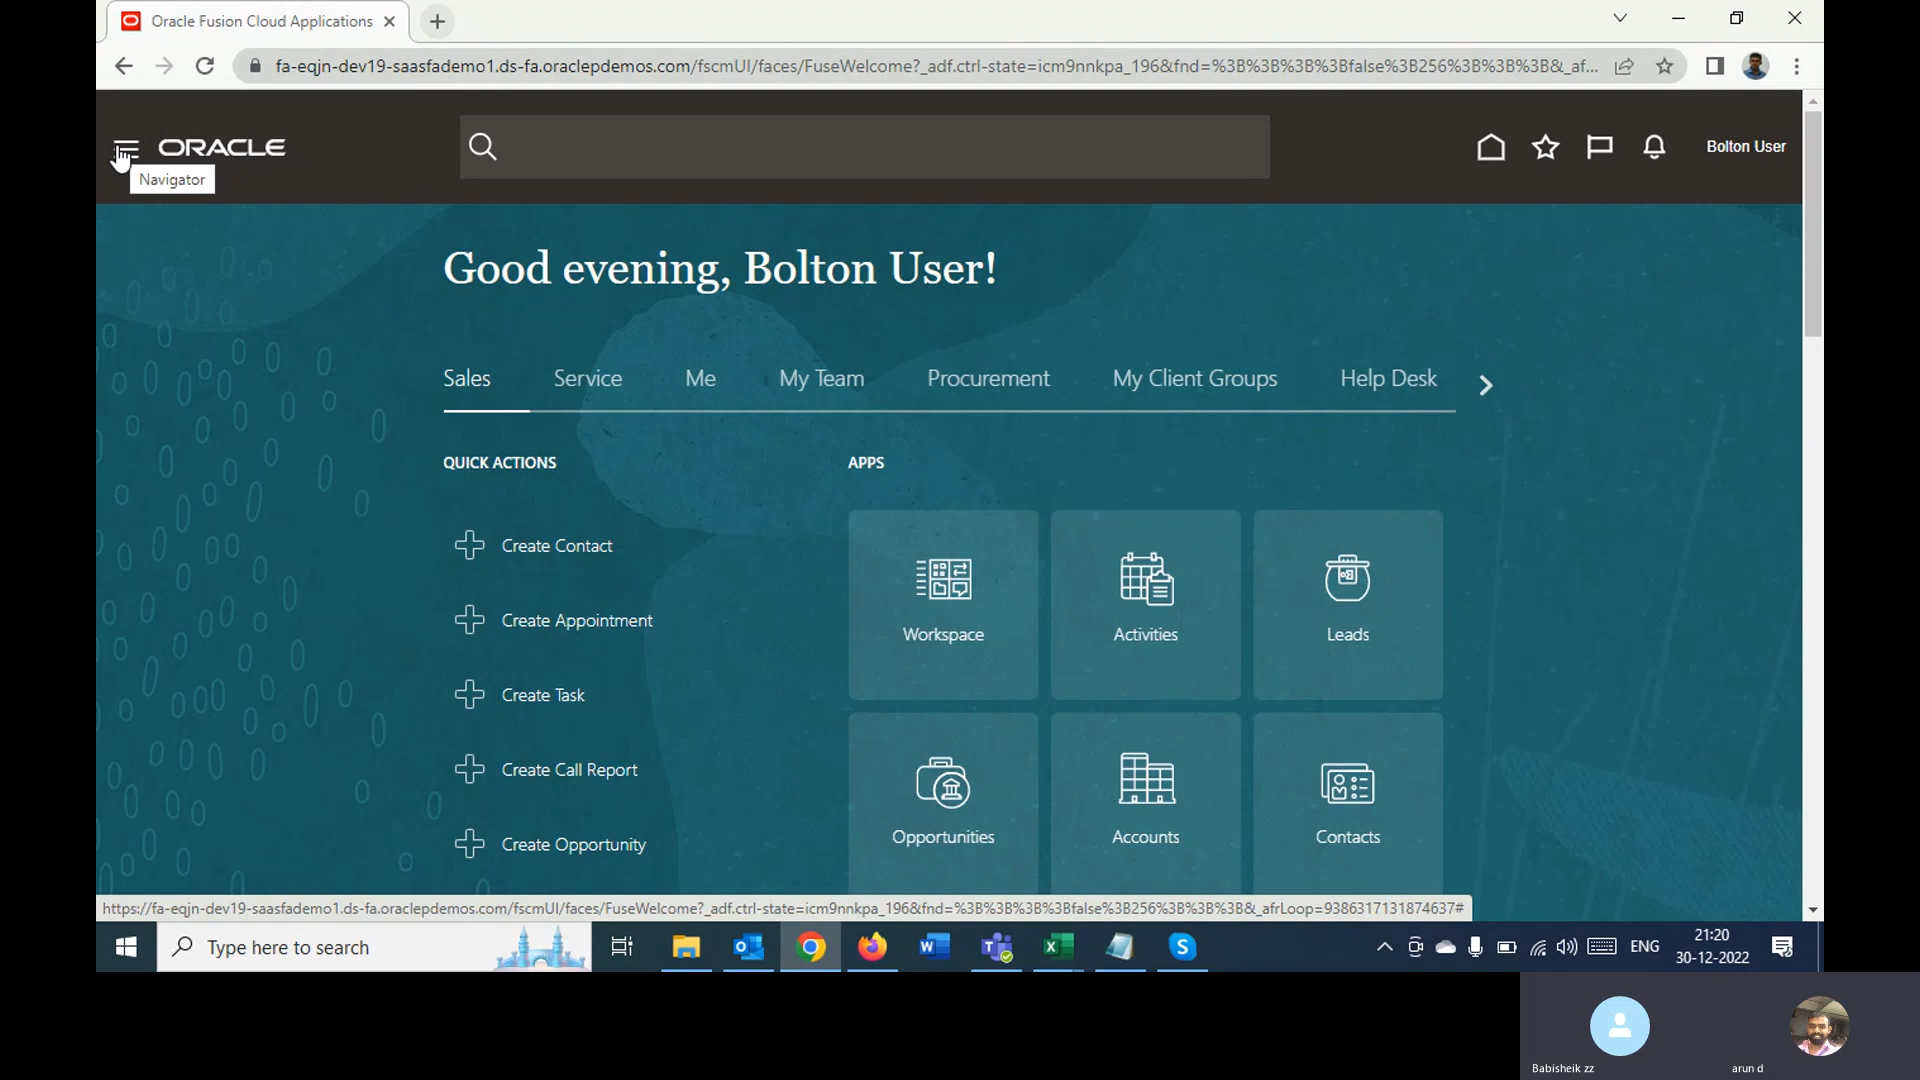 Oracle Fusion Cloud Applications
fa-eqjn-dev19-saasfademo1.ds-fa.oraclepdemos.com/fscmUI/faces/FuseWelcome?_adf.ctrl-state=icm9nnkpa_196&fnd=%3B%3B%3B%3Bfalse%3B256%3B%3B%3B&_af...
ORACLE
Bolton User
Navigator
Good evening, Bolton User!
Sales Service Me My Team Procurement My Client Groups Help Desk
QUICK ACTIONS
APPS
Create Contact
Create Appointment
Create Task
Create Call Report
Create Opportunity
Workspace
Activities
Leads
Opportunities
Accounts
Contacts
https://fa-eqjn-dev19-saasfademo1.ds-fa.oraclepdemos.com/fscmUI/faces/FuseWelcome?_adf.ctrl-state=icm9nnkpa_196&fnd=%3B%3B%3B%3Bfalse%3B256%3B%3B%3B&_afrLoop=9386317131874637#
Type here to search
ENG
21:20
30-12-2022
Babisheik zz
arun d